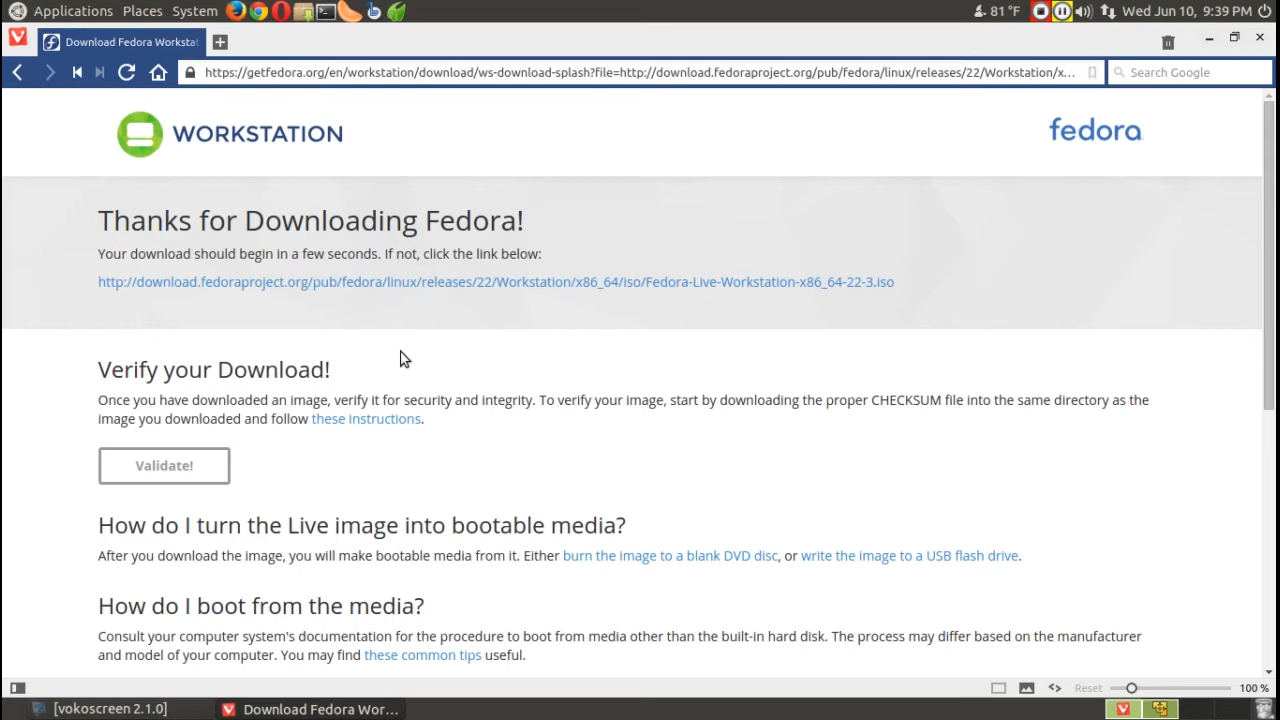 Applications Places System 81 °F Wed Jun 10, 9:39 PM
Download Fedora Workstat
https://getfedora.org/en/workstation/download/ws-download-splash?file=http://download.fedoraproject.org/pub/fedora/linux/releases/22/Workstation/x... Search Google
WORKSTATION fedora
Thanks for Downloading Fedora!
Your download should begin in a few seconds. If not, click the link below:
http://download.fedoraproject.org/pub/fedora/linux/releases/22/Workstation/x86_64/iso/Fedora-Live-Workstation-x86_64-22-3.iso
Verify your Download!
Once you have downloaded an image, verify it for security and integrity. To verify your image, start by downloading the proper CHECKSUM file into the same directory as the
image you downloaded and follow these instructions.
Validate!
How do I turn the Live image into bootable media?
After you download the image, you will make bootable media from it. Either burn the image to a blank DVD disc, or write the image to a USB flash drive.
How do I boot from the media?
Consult your computer system's documentation for the procedure to boot from media other than the built-in hard disk. The process may differ based on the manufacturer
and model of your computer. You may find these common tips useful.
Reset 100 %
[vokoscreen 2.1.0] Download Fedora Wor...